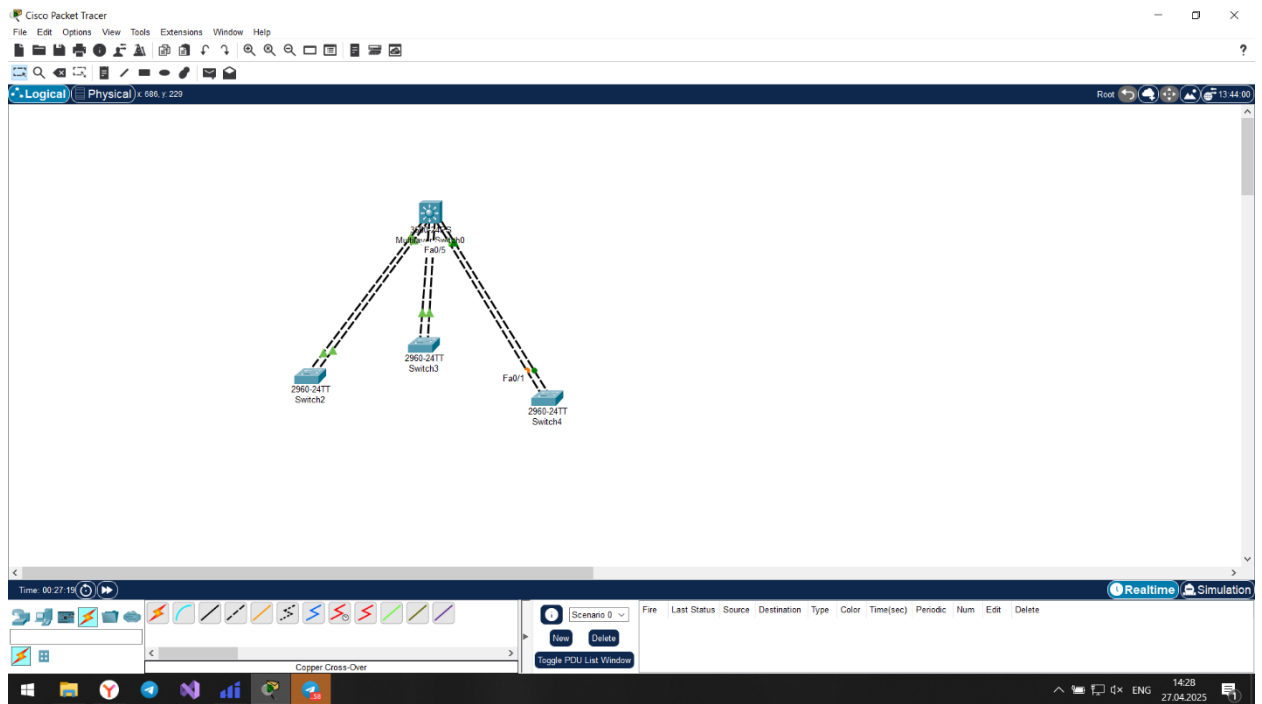 Cisco Packet Tracer
File Edit Options View Tools Extensions Window Help
?
Logical Physical x: 686, y: 229 Root 13:44:00
Fa0/5
2960-24TT
Switch3
2960-24TT
Switch2
Fa0/1
2960-24TT
Switch4
Time: 00:27:19 Realtime Simulation
Scenario 0 Fire Last Status Source Destination Type Color Time(sec) Periodic Num Edit Delete
New Delete
Toggle PDU List Window
Copper Cross-Over
ENG 14:28
27.04.2025